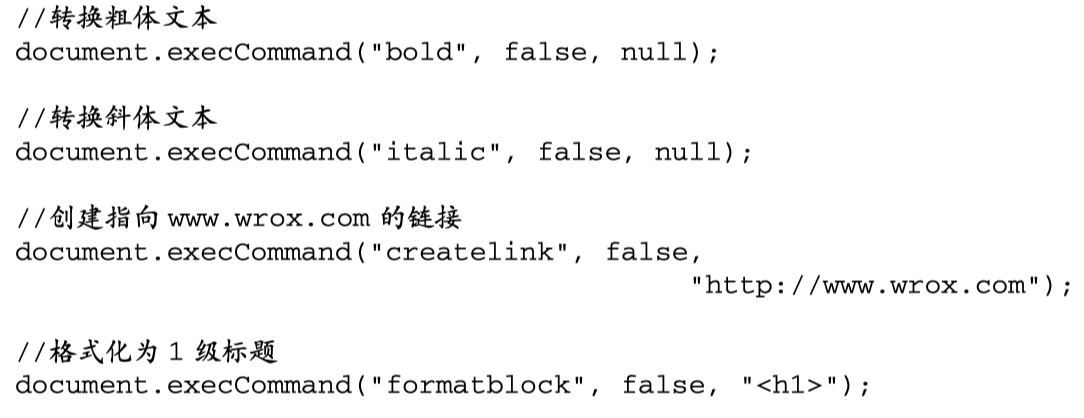 //转换粗体文本
document.execCommand("bold", false, null);
//转换斜体文本
document.execCommand("italic", false, null);
//创建指向 www.wrox.com 的链接
document.execCommand("createlink", false,
"http://www.wrox.com");
//格式化为 1 级标题
document.execCommand("formatblock", false, "<h1>");